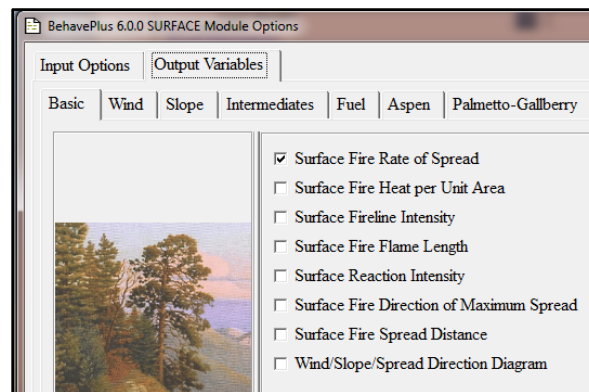 BehavePlus 6.0.0 SURFACE Module Options
Input Options Output Variables
Basic Wind Slope Intermediates Fuel Aspen Palmetto-Gallberry
Surface Fire Rate of Spread
Surface Fire Heat per Unit Area
Surface Fireline Intensity
Surface Fire Flame Length
Surface Reaction Intensity
Surface Fire Direction of Maximum Spread
Surface Fire Spread Distance
Wind/Slope/Spread Direction Diagram